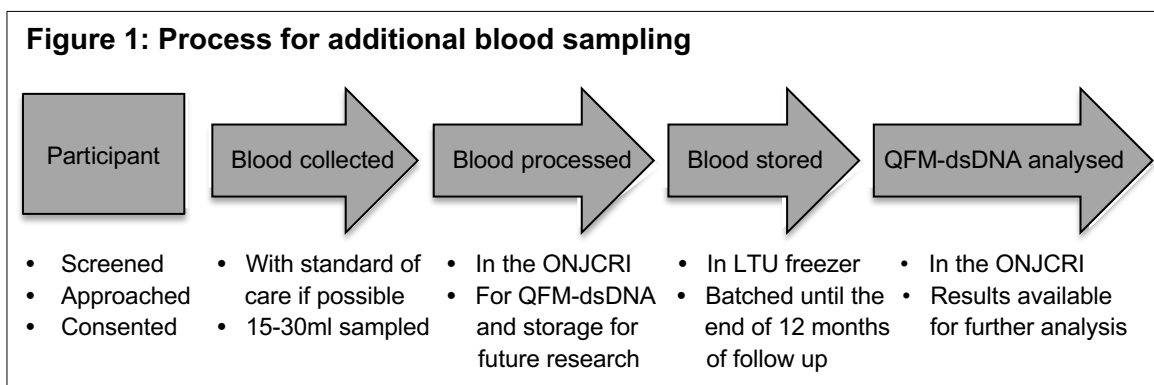 Figure 1: Process for additional blood sampling
Participant
Blood collected
Blood processed
Blood stored
QFM-dsDNA analysed
• Screened
• Approached
• Consented
• With standard of
care if possible
• 15-30ml sampled
• In the ONJCRI
• For QFM-dsDNA
and storage for
future research
• In LTU freezer
• Batched until the
end of 12 months
of follow up
• In the ONJCRI
• Results available
for further analysis